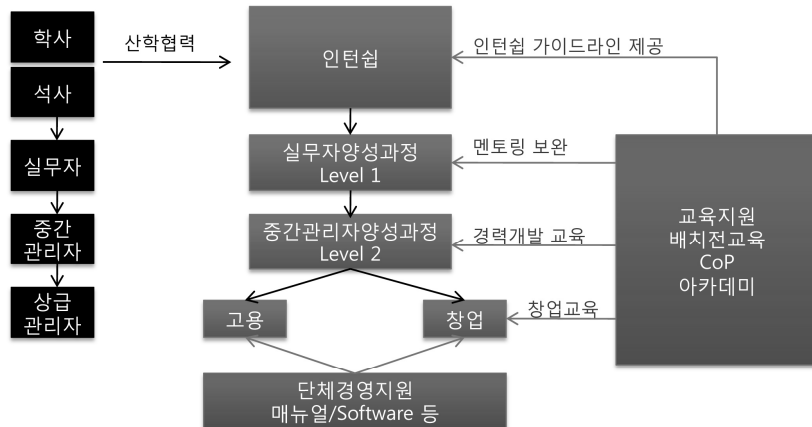 학사
석사
실무자
중간
관리자
상급
관리자
산학협력
인턴쉽
실무자양성과정
Level 1
중간관리자양성과정
Level 2
고용
창업
단체경영지원
매뉴얼/Software 등
인턴쉽 가이드라인 제공
멘토링 보완
경력개발 교육
창업교육
교육지원
배치전교육
CoP
아카데미